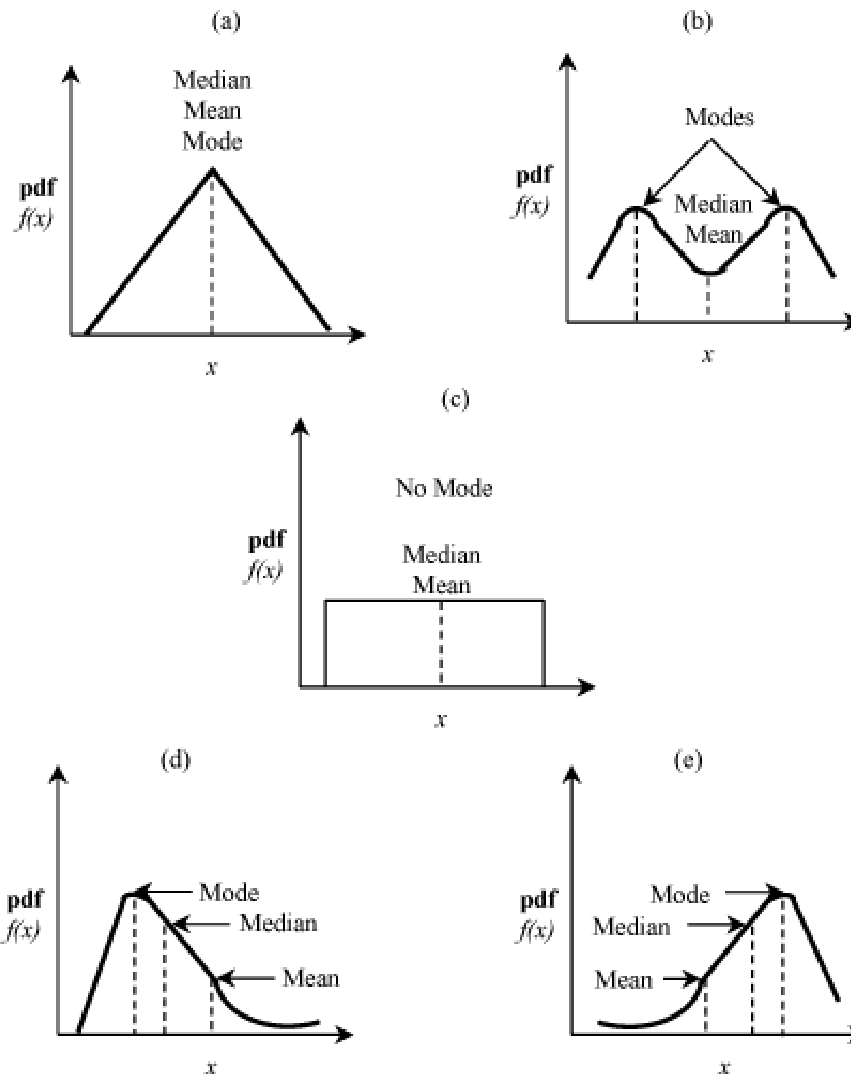 (a)
Median
Mean
Mode
pdf
f(x)
x
(b)
Modes
pdf
f(x)
Median
Mean
x
(c)
No Mode
pdf
f(x)
Median
Mean
x
(d)
pdf
f(x)
Mode
Median
Mean
x
(e)
pdf
f(x)
Mode
Median
Mean
x